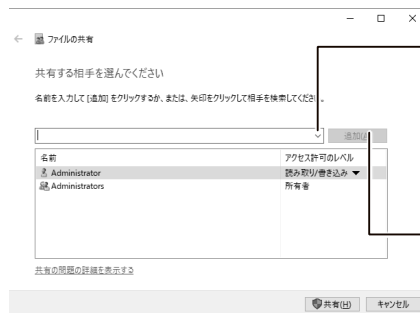 ファイルの共有
共有する相手を選んでください
名前を入力して [追加] をクリックするか、または、矢印をクリックして相手を検索してください。
追加(A)
名前 アクセス許可のレベル
Administrator 読み取り/書き込み ▼
Administrators 所有者
共有の問題の詳細を表示する
共有(H) キャンセル